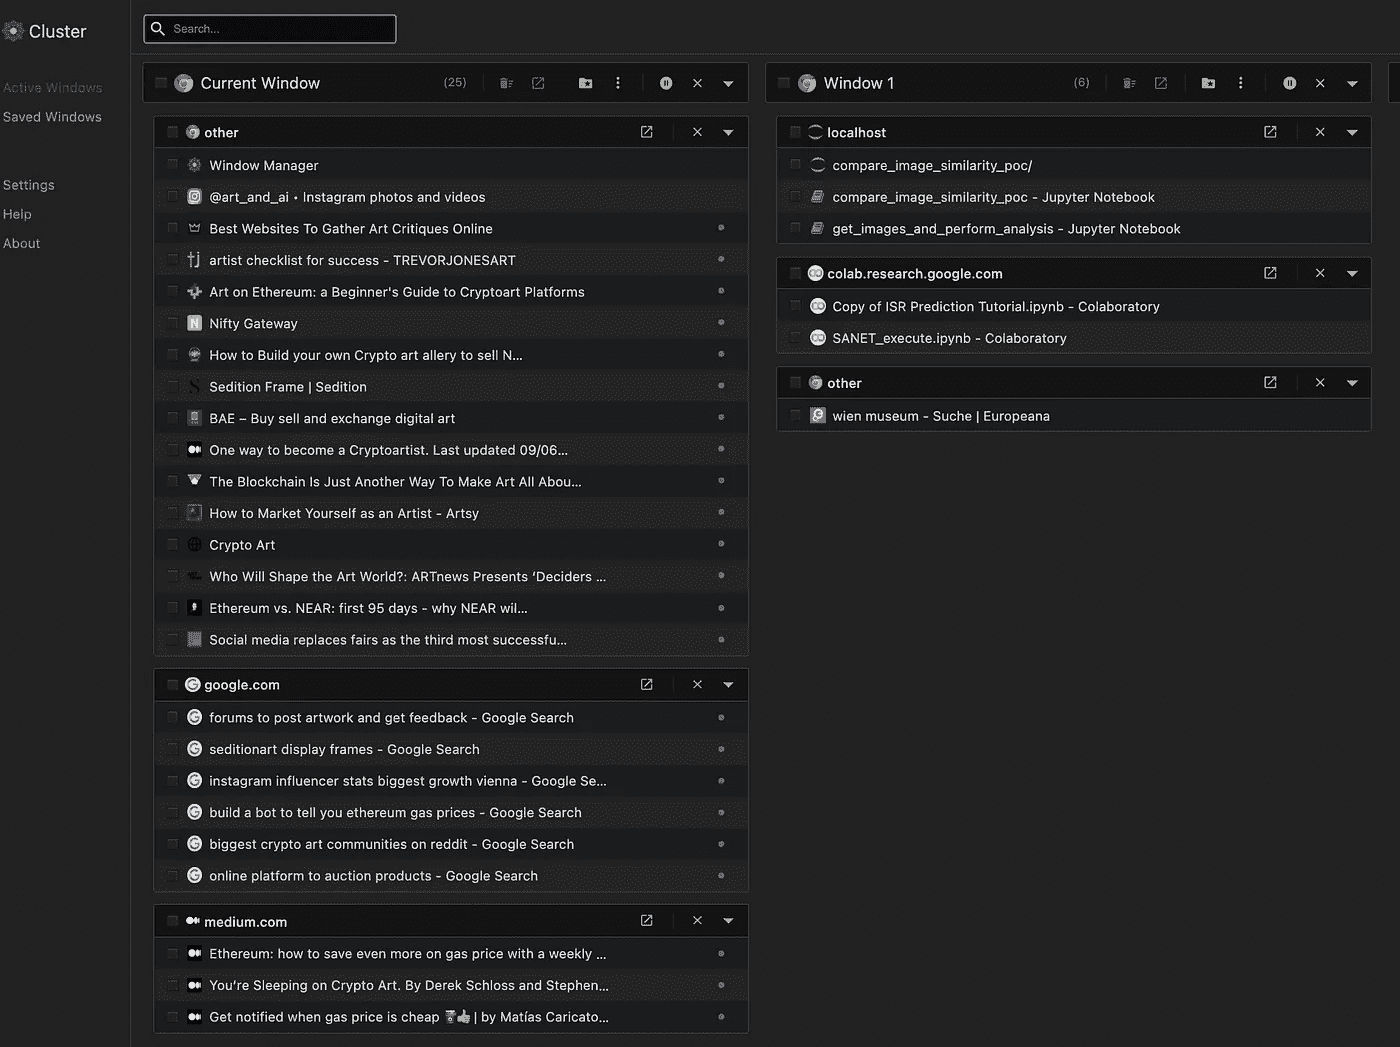 Cluster
Search...
Active Windows
Saved Windows
Settings
Help
About
Current Window (25)
other
Window Manager
@art_and_ai • Instagram photos and videos
Best Websites To Gather Art Critiques Online
artist checklist for success - TREVORJONESART
Art on Ethereum: a Beginner's Guide to Cryptoart Platforms
Nifty Gateway
How to Build your own Crypto art allery to sell N...
Sedition Frame | Sedition
BAE – Buy sell and exchange digital art
One way to become a Cryptoartist. Last updated 09/06...
The Blockchain Is Just Another Way To Make Art All Abou...
How to Market Yourself as an Artist - Artsy
Crypto Art
Who Will Shape the Art World?: ARTnews Presents ‘Deciders ...
Ethereum vs. NEAR: first 95 days - why NEAR wil...
Social media replaces fairs as the third most successfu...
google.com
forums to post artwork and get feedback - Google Search
seditionart display frames - Google Search
instagram influencer stats biggest growth vienna - Google Se...
build a bot to tell you ethereum gas prices - Google Search
biggest crypto art communities on reddit - Google Search
online platform to auction products - Google Search
medium.com
Ethereum: how to save even more on gas price with a weekly ...
You’re Sleeping on Crypto Art. By Derek Schloss and Stephen...
Get notified when gas price is cheap ⛽👍 | by Matías Caricato...
Window 1 (6)
localhost
compare_image_similarity_poc/
compare_image_similarity_poc - Jupyter Notebook
get_images_and_perform_analysis - Jupyter Notebook
colab.research.google.com
Copy of ISR Prediction Tutorial.ipynb - Colaboratory
SANET_execute.ipynb - Colaboratory
other
wien museum - Suche | Europeana